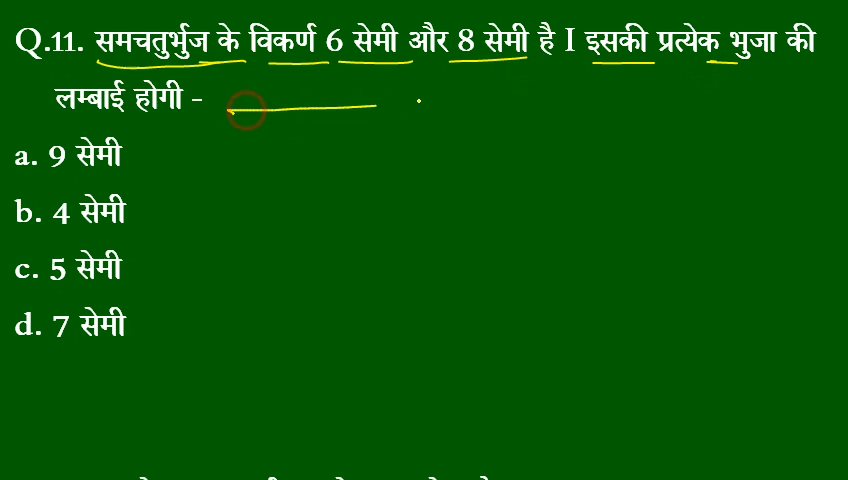 Q.11. समचतुर्भुज के विकर्ण 6 सेमी और 8 सेमी है I इसकी प्रत्येक भुजा की
लम्बाई होगी -
a. 9 सेमी
b. 4 सेमी
c. 5 सेमी
d. 7 सेमी